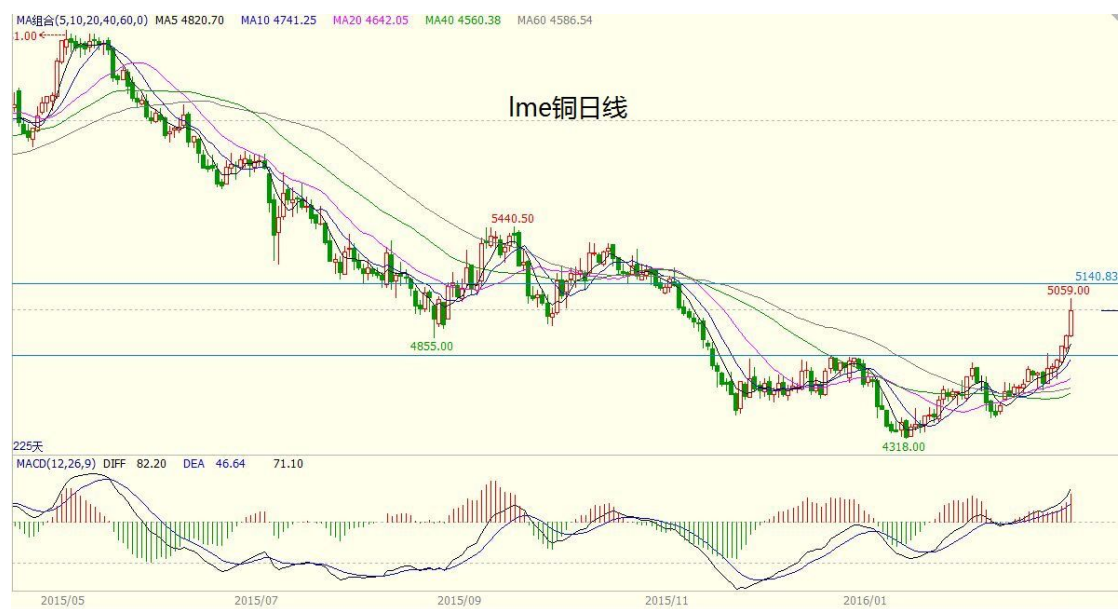 MA组合(5,10,20,40,60,0) MA5 4820.70 MA10 4741.25 MA20 4642.05 MA40 4560.38 MA60 4586.54
1.00
lme铜日线
5440.50
5140.83
5059.00
4855.00
4318.00
225天
MACD(12,26,9) DIFF 82.20 DEA 46.64 71.10
2015/05 2015/07 2015/09 2015/11 2016/01